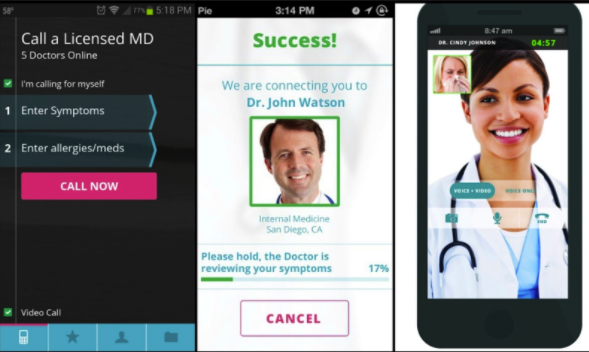 58°
77%
5:18 PM
Call a Licensed MD
5 Doctors Online
I'm calling for myself
1 Enter Symptoms
2 Enter allergies/meds
CALL NOW
Video Call
Pie
3:14 PM
Success!
We are connecting you to
Dr. John Watson
Internal Medicine
San Diego, CA
Please hold, the Doctor is
reviewing your symptoms 17%
CANCEL
8:47 am
DR. CINDY JOHNSON 04:57
VOICE + VIDEO VOICE ONL
END